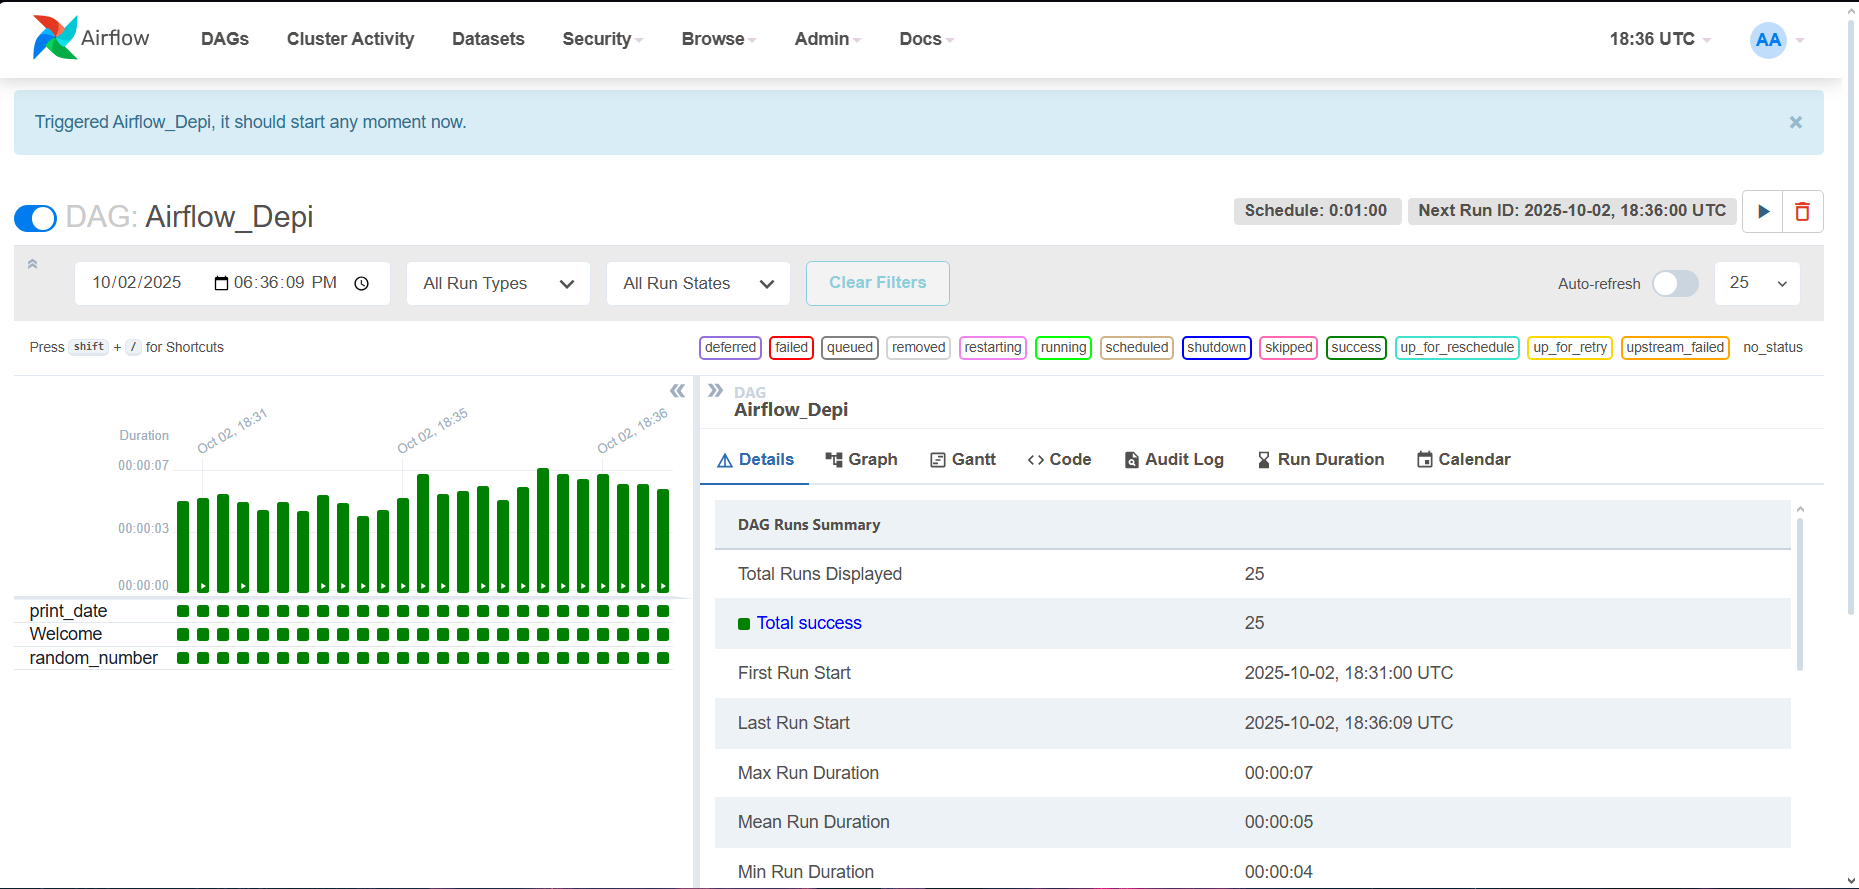 Airflow DAGs Cluster Activity Datasets Security Browse Admin Docs 18:36 UTC AA
Triggered Airflow_Depi, it should start any moment now. ×
DAG: Airflow_Depi Schedule: 0:01:00 Next Run ID: 2025-10-02, 18:36:00 UTC
10/02/2025 06:36:09 PM All Run Types All Run States Clear Filters Auto-refresh 25
Press shift + / for Shortcuts deferred failed queued removed restarting running scheduled shutdown skipped success up_for_reschedule up_for_retry upstream_failed no_status
Oct 02, 18:31 Oct 02, 18:35 Oct 02, 18:36
Duration
00:00:07
00:00:03
00:00:00
print_date
Welcome
random_number
DAG
Airflow_Depi
Details Graph Gantt Code Audit Log Run Duration Calendar
DAG Runs Summary
Total Runs Displayed 25
Total success 25
First Run Start 2025-10-02, 18:31:00 UTC
Last Run Start 2025-10-02, 18:36:09 UTC
Max Run Duration 00:00:07
Mean Run Duration 00:00:05
Min Run Duration 00:00:04